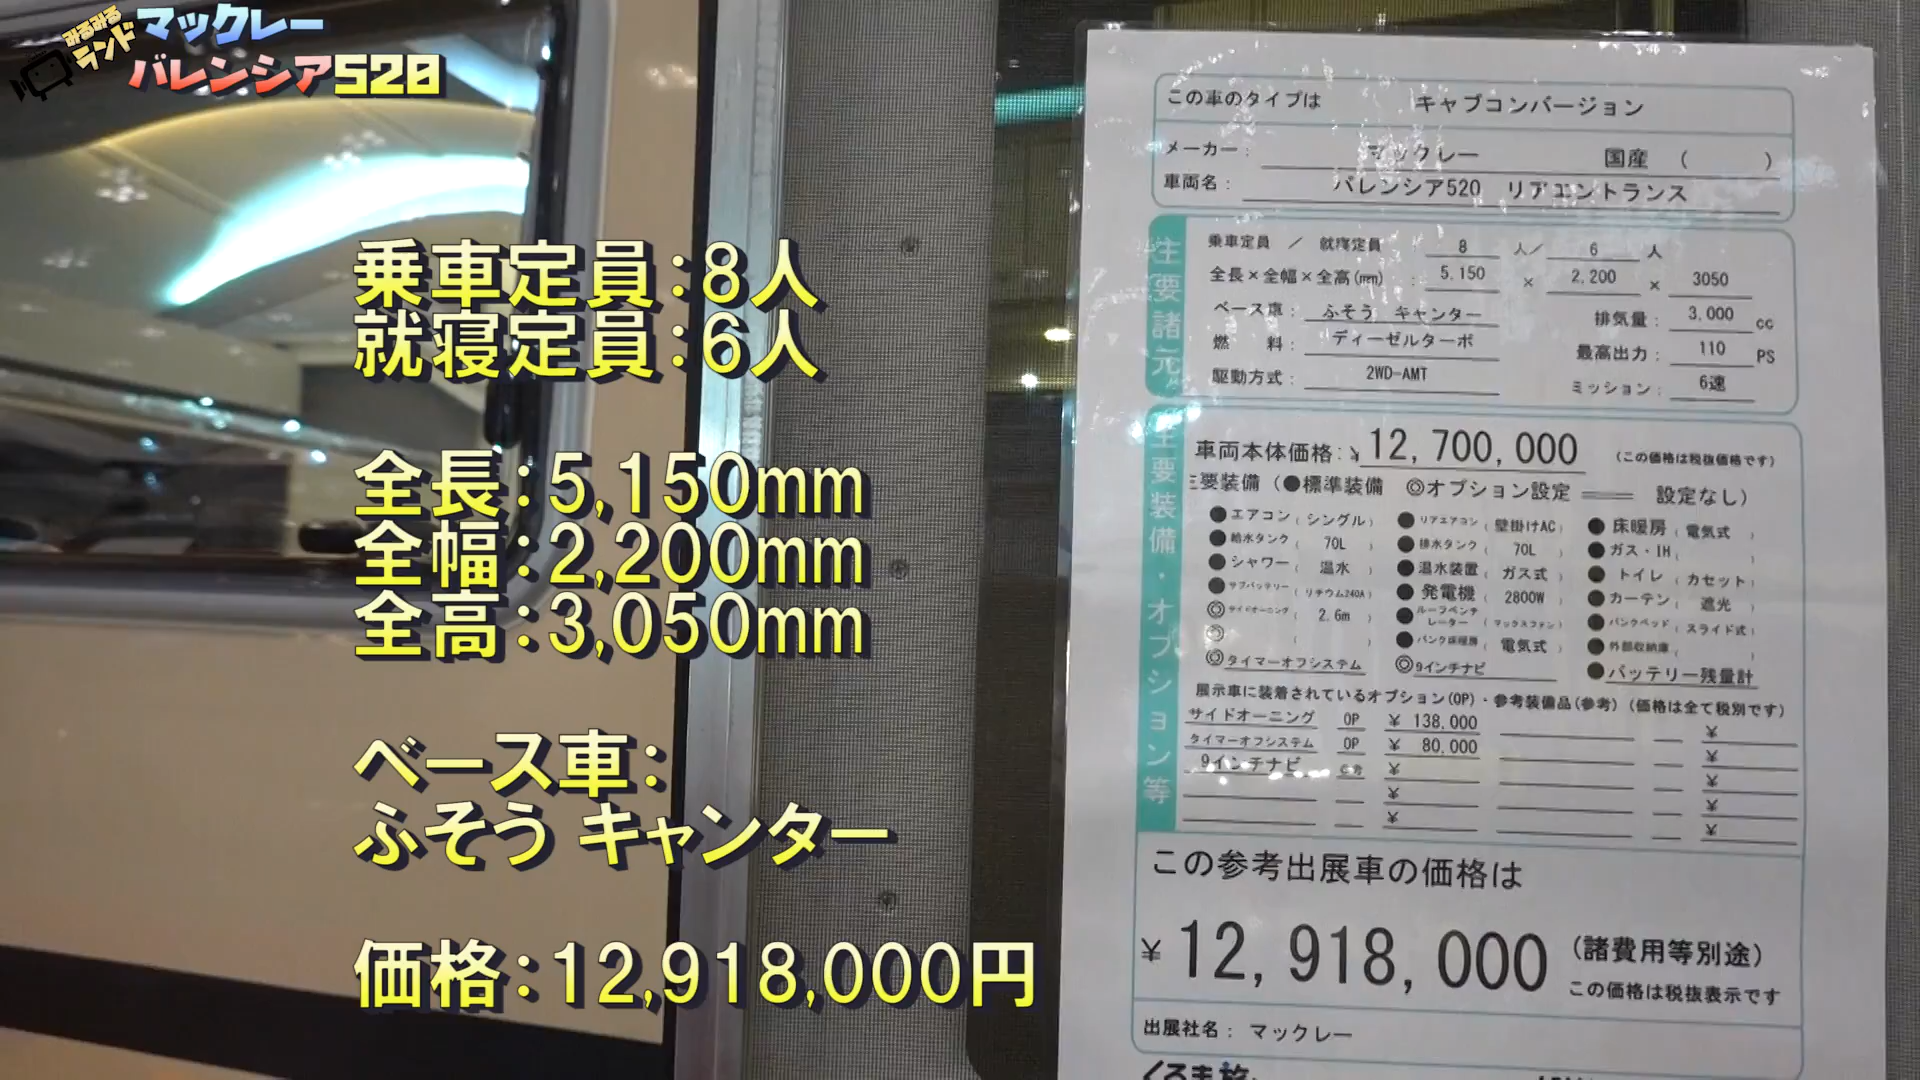 みるみる
ランド
マックレー
バレンシア520
乗車定員：8人
就寝定員：6人
全長：5,150mm
全幅：2,200mm
全高：3,050mm
ベース車：
ふそう キャンター
価格：12,918,000円
この車のタイプは キャブコンバージョン
メーカー： マックレー 国産 （ ）
車両名： バレンシア520 リアエントランス
主要諸元
乗車定員 ／ 就寝定員 8 人／ 6 人
全長×全幅×全高(mm) : 5,150 × 2,200 × 3050
ベース車： ふそう キャンター 排気量： 3,000 cc
燃 料： ディーゼルターボ 最高出力： 110 PS
駆動方式： 2WD-AMT ミッション： 6速
主要装備・オプション等
車両本体価格：¥ 12,700,000 （この価格は税抜価格です）
主要装備（●標準装備 ◎オプション設定 ── 設定なし）
●エアコン（シングル） ●リアエアコン（壁掛けAC） ●床暖房（電気式 ）
●給水タンク（ 70L ） ●排水タンク（ 70L ） ●ガス・IH（ ）
●シャワー（ 温水 ） ●温水装置（ガス式 ） ●トイレ（カセット）
●サブバッテリー（リチウム240A） ●発電機（ 2800W ） ●カーテン（ 遮光 ）
◎サイドオーニング（ 2.6m ） ●ルーフベンチレーター（マックスファン） ●バンクベッド（スライド式）
◎ （ ） ●バンク床暖房（電気式 ） ●外部収納庫（ ）
◎タイマーオフシステム ◎9インチナビ ●バッテリー残量計
展示車に装着されているオプション(OP)・参考装備品(参考)（価格は全て税別です）
サイドオーニング OP ¥ 138,000 ¥
タイマーオフシステム OP ¥ 80,000 ¥
9インチナビ ¥ ¥
¥ ¥
¥ ¥
この参考出展車の価格は
¥ 12,918,000 （諸費用等別途）
この価格は税抜表示です
出展社名： マックレー
くるま旅